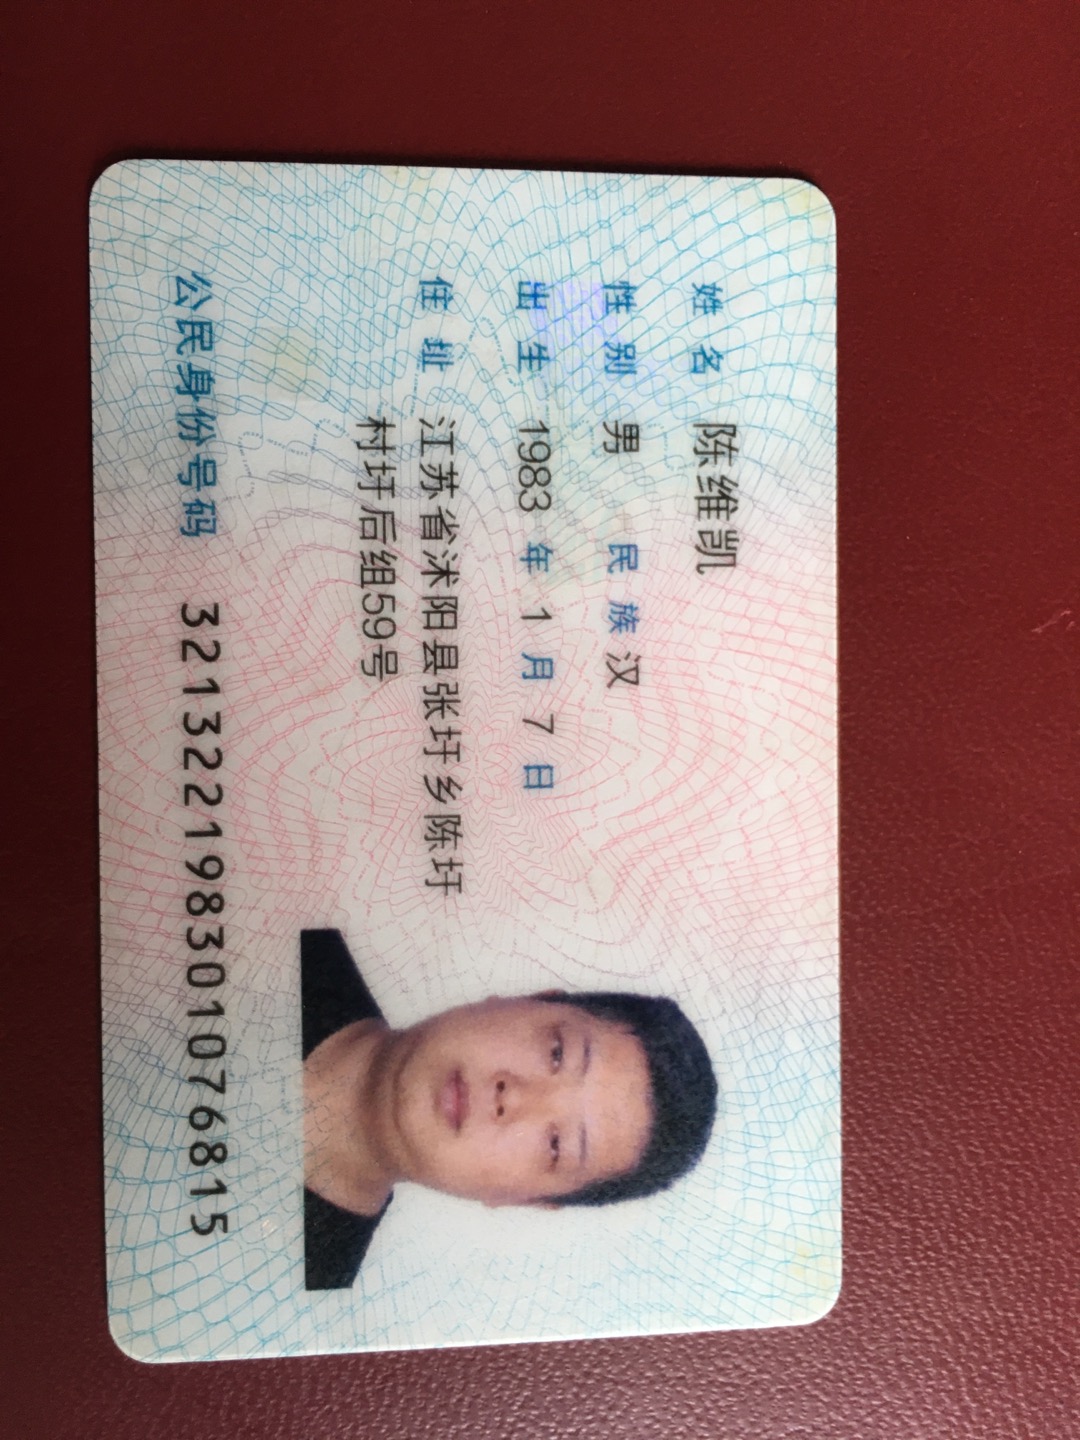 姓名 陈维凯
性别 男 民族 汉
出生 1983 年 1 月 7 日
住址 江苏省沭阳县张圩乡陈圩
村圩后组59号
公民身份号码 321322198301076815